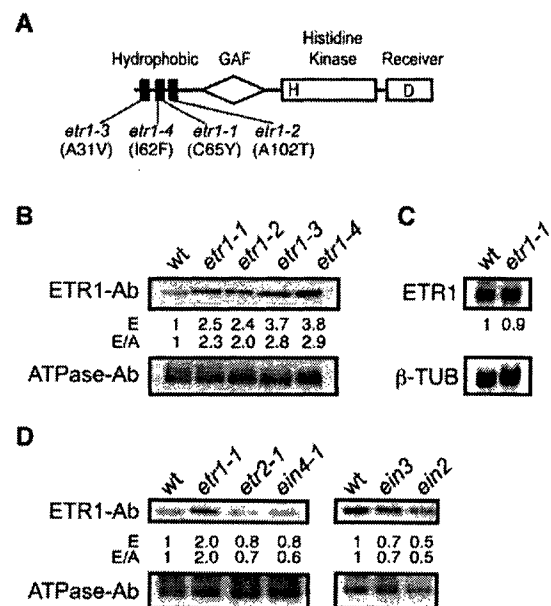 A
Hydrophobic GAF Histidine Kinase Receiver
H D
etr1-3 etr1-4 etr1-1 etr1-2
(A31V) (I62F) (C65Y) (A102T)
B
wt etr1-1 etr1-2 etr1-3 etr1-4
ETR1-Ab
E 1 2.5 2.4 3.7 3.8
E/A 1 2.3 2.0 2.8 2.9
ATPase-Ab
C
wt etr1-1
ETR1
1 0.9
β-TUB
D
wt etr1-1 etr2-1 ein4-1 wt ein3 ein2
ETR1-Ab
E 1 2.0 0.8 0.8 1 0.7 0.5
E/A 1 2.0 0.7 0.6 1 0.7 0.5
ATPase-Ab